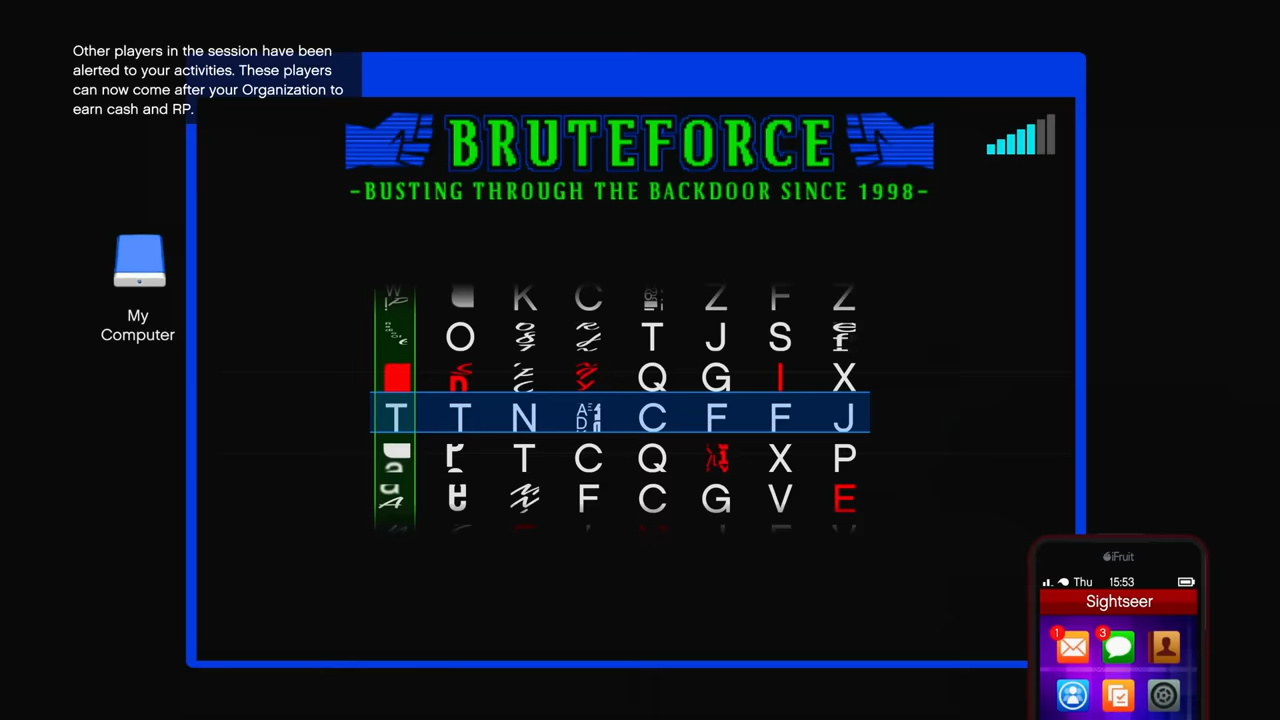 Other players in the session have been
alerted to your activities. These players
can now come after your Organization to
earn cash and RP.
BRUTEFORCE
-BUSTING THROUGH THE BACKDOOR SINCE 1998-
My
Computer
K C Z F Z
O T J S
Q G I X
T T N C F F J
T C Q X P
F C G V E
iFruit
Thu 15:53
Sightseer
1 3